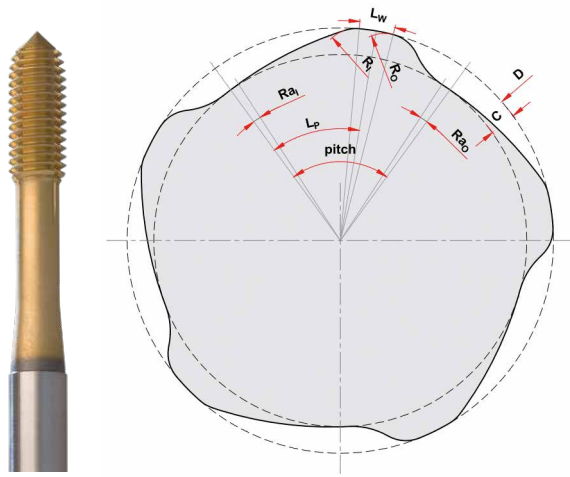 L_W
D
R_I
R_O
Ra_I
C
L_P
Ra_O
pitch